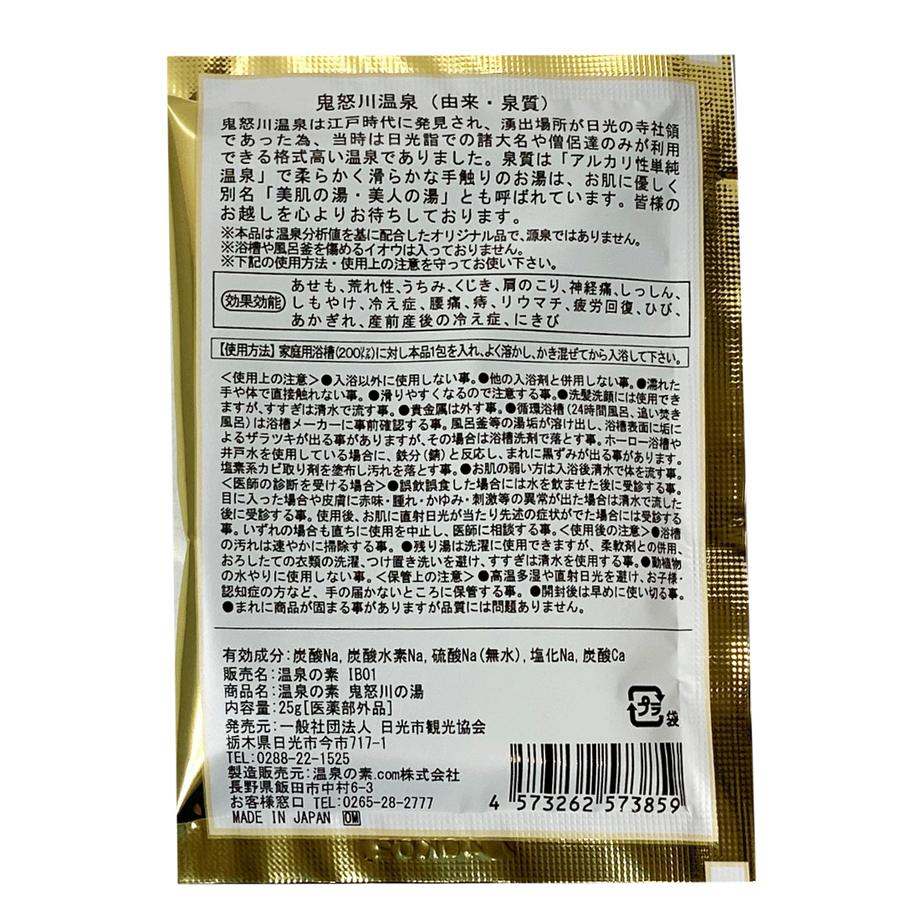 鬼怒川温泉（由来・泉質）
鬼怒川温泉は江戸時代に発見され、湧出場所が日光の寺社領
であった為、当時は日光詣での諸大名や僧侶達のみが利用
できる格式高い温泉でありました。泉質は「アルカリ性単純
温泉」で柔らかく滑らかな手触りのお湯は、お肌に優しく
別名「美肌の湯・美人の湯」とも呼ばれています。皆様の
お越しを心よりお待ちしております。
※本品は温泉分析値を基に配合したオリジナル品で、源泉ではありません。
※浴槽や風呂釜を傷めるイオウは入っておりません。
※下記の使用方法・使用上の注意を守ってお使い下さい。
効果効能
あせも、荒れ性、うちみ、くじき、肩のこり、神経痛、しっしん、
しもやけ、冷え症、腰痛、痔、リウマチ、疲労回復、ひび、
あかぎれ、産前産後の冷え症、にきび
【使用方法】家庭用浴槽(200㍑)に対し本品1包を入れ、よく溶かし、かき混ぜてから入浴して下さい。
＜使用上の注意＞●入浴以外に使用しない事。●他の入浴剤と併用しない事。●濡れた
手や体で直接触れない事。●滑りやすくなるので注意する事。●洗髪洗顔には使用でき
ますが、すすぎは清水で流す事。●貴金属は外す事。●循環浴槽(24時間風呂、追い焚き
風呂)は浴槽メーカーに事前確認する事。風呂釜等の湯垢が溶け出し、浴槽表面に垢に
よるザラツキが出る事がありますが、その場合は浴槽洗剤で落とす事。ホーロー浴槽や
井戸水を使用している場合に、鉄分(錆)と反応し、まれに黒ずみが出る事があります。
塩素系カビ取り剤を塗布し汚れを落とす事。●お肌の弱い方は入浴後清水で体を流す事。
＜医師の診断を受ける場合＞●誤飲誤食した場合には水を飲ませた後に受診する事。
目に入った場合や皮膚に赤味・腫れ・かゆみ・刺激等の異常が出た場合は清水で流した
後に受診する事。使用後、お肌に直射日光が当たり先述の症状がでた場合には受診する
事。いずれの場合も直ちに使用を中止し、医師に相談する事。＜使用後の注意＞●浴槽
の汚れは速やかに掃除する事。●残り湯は洗濯に使用できますが、柔軟剤との併用、
おろしたての衣類の洗濯、つけ置き洗いを避け、すすぎは清水を使用する事。●動植物
の水やりに使用しない事。＜保管上の注意＞●高温多湿や直射日光を避け、お子様・
認知症の方など、手の届かないところに保管する事。●開封後は早めに使い切る事。
●まれに商品が固まる事がありますが品質には問題ありません。
有効成分:炭酸Na,炭酸水素Na,硫酸Na(無水),塩化Na,炭酸Ca
販売名:温泉の素 IB01
商品名:温泉の素 鬼怒川の湯
内容量:25g[医薬部外品]
発売元:一般社団法人 日光市観光協会
栃木県日光市今市717-1
TEL:0288-22-1525
製造販売元:温泉の素.com株式会社
長野県飯田市中村6-3
お客様窓口 TEL:0265-28-2777
MADE IN JAPAN OM
プラ 袋
4 573262 573859